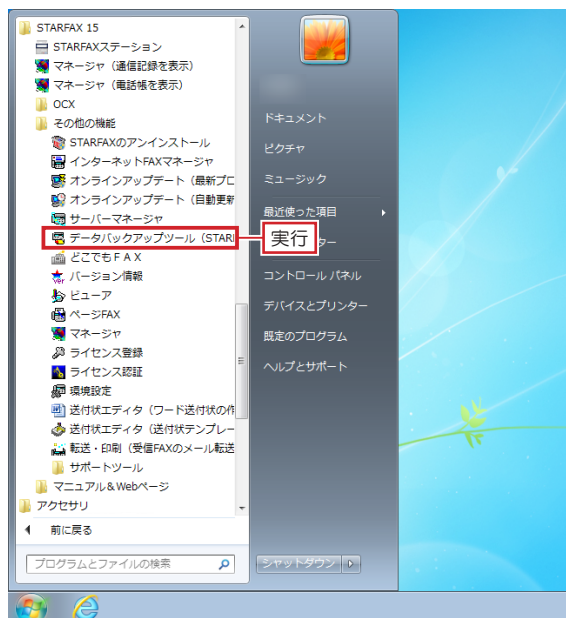 STARFAX 15
STARFAXステーション
マネージャ（通信記録を表示）
マネージャ（電話帳を表示）
OCX
その他の機能
STARFAXのアンインストール
インターネットFAXマネージャ
オンラインアップデート（最新プロ
オンラインアップデート（自動更新
サーバーマネージャ
データバックアップツール（STAR
どこでもＦＡＸ
バージョン情報
ビューア
ページFAX
マネージャ
ライセンス登録
ライセンス認証
環境設定
送付状エディタ（ワード送付状の作
送付状エディタ（送付状テンプレー
転送・印刷（受信FAXのメール転送
サポートツール
マニュアル＆Webページ
アクセサリ
前に戻る
プログラムとファイルの検索
ドキュメント
ピクチャ
ミュージック
最近使った項目
実行
ター
コントロール パネル
デバイスとプリンター
既定のプログラム
ヘルプとサポート
シャットダウン